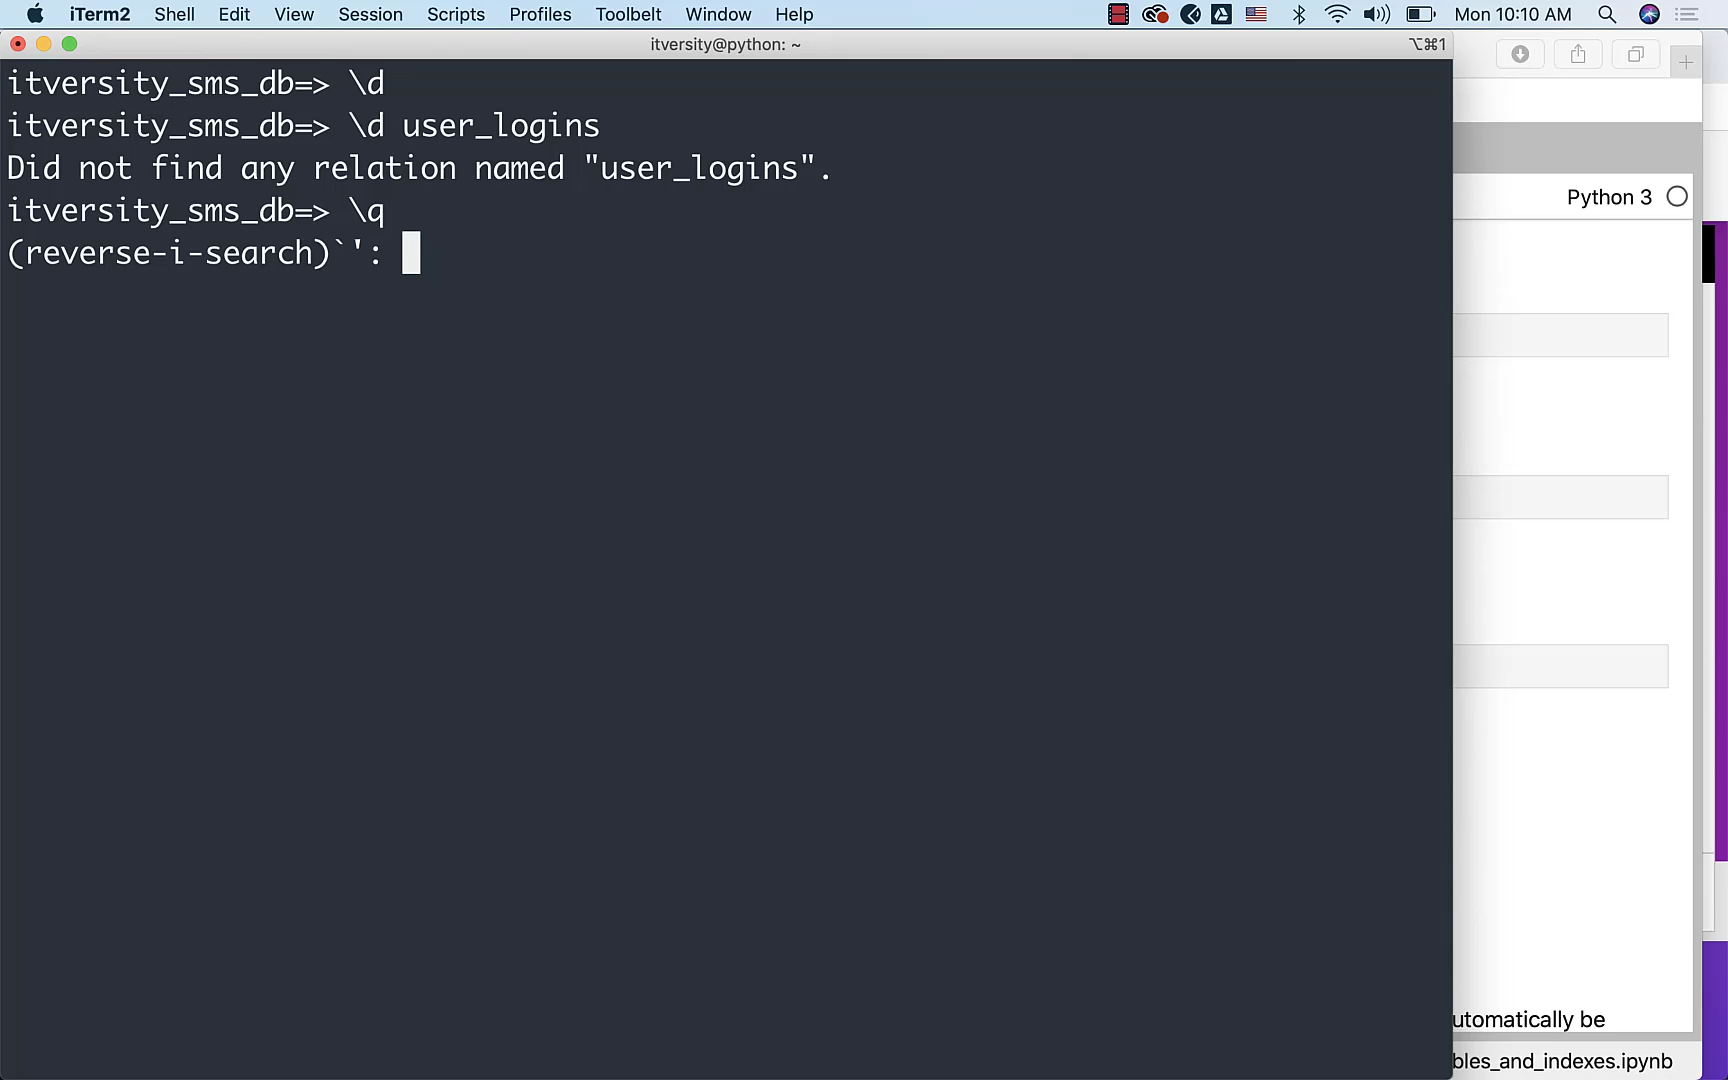 iTerm2 Shell Edit View Session Scripts Profiles Toolbelt Window Help Mon 10:10 AM
itversity@python: ~ ⌥⌘1
itversity_sms_db=> \d
itversity_sms_db=> \d user_logins
Did not find any relation named "user_logins".
itversity_sms_db=> \q
(reverse-i-search)`':
Python 3
utomatically be
bles_and_indexes.ipynb